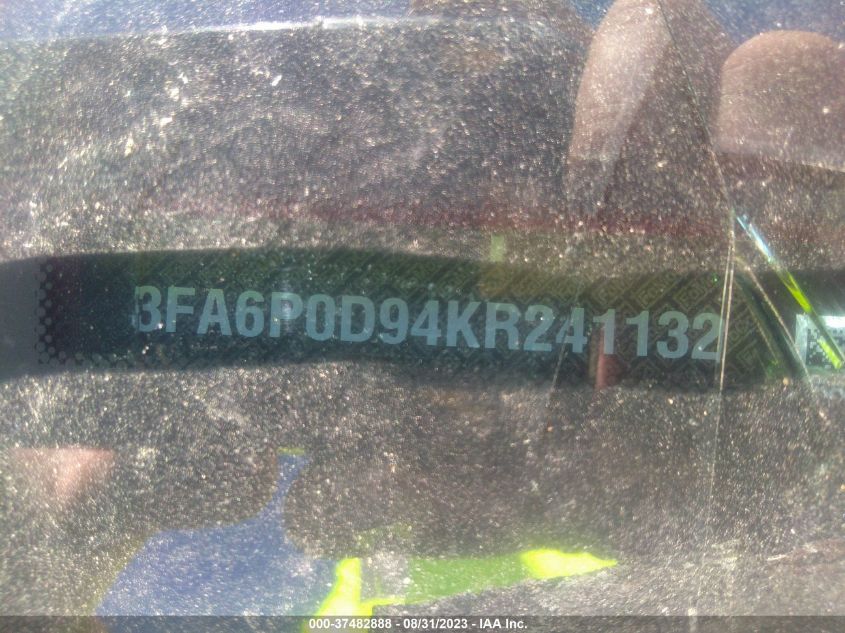 3FA6P0D94KR241132
000-37482888 - 08/31/2023 - IAA Inc.